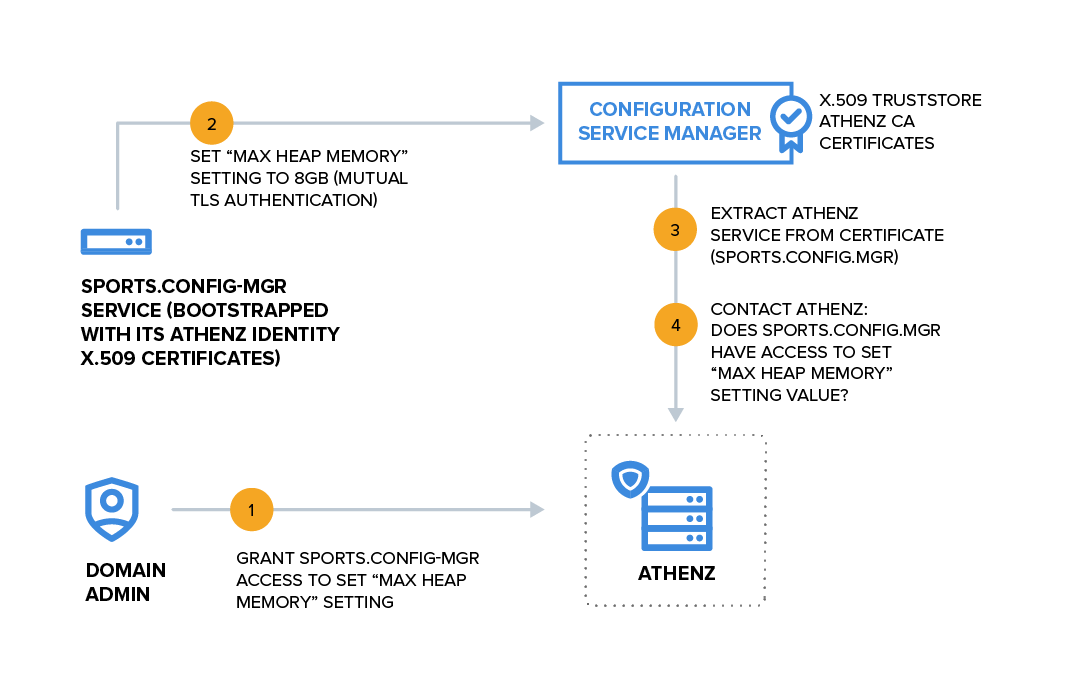 2
SET “MAX HEAP MEMORY”
SETTING TO 8GB (MUTUAL
TLS AUTHENTICATION)
CONFIGURATION
SERVICE MANAGER
X.509 TRUSTSTORE
ATHENZ CA
CERTIFICATES
SPORTS.CONFIG-MGR
SERVICE (BOOTSTRAPPED
WITH ITS ATHENZ IDENTITY
X.509 CERTIFICATES)
3
EXTRACT ATHENZ
SERVICE FROM CERTIFICATE
(SPORTS.CONFIG.MGR)
4
CONTACT ATHENZ:
DOES SPORTS.CONFIG.MGR
HAVE ACCESS TO SET
“MAX HEAP MEMORY”
SETTING VALUE?
DOMAIN
ADMIN
1
GRANT SPORTS.CONFIG-MGR
ACCESS TO SET “MAX HEAP
MEMORY” SETTING
ATHENZ